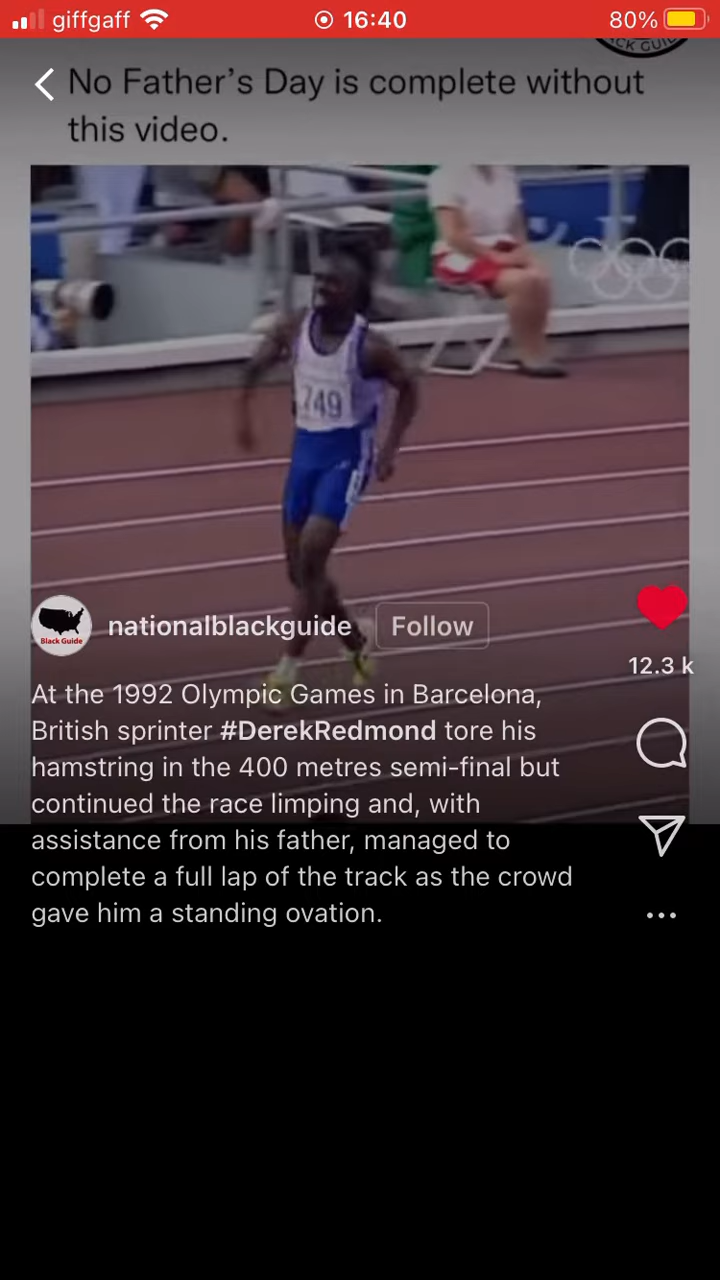 giffgaff 16:40 80%
CK GUI
No Father's Day is complete without
this video.
749
Black Guide
nationalblackguide Follow
12.3 k
At the 1992 Olympic Games in Barcelona,
British sprinter #DerekRedmond tore his
hamstring in the 400 metres semi-final but
continued the race limping and, with
assistance from his father, managed to
complete a full lap of the track as the crowd
gave him a standing ovation.